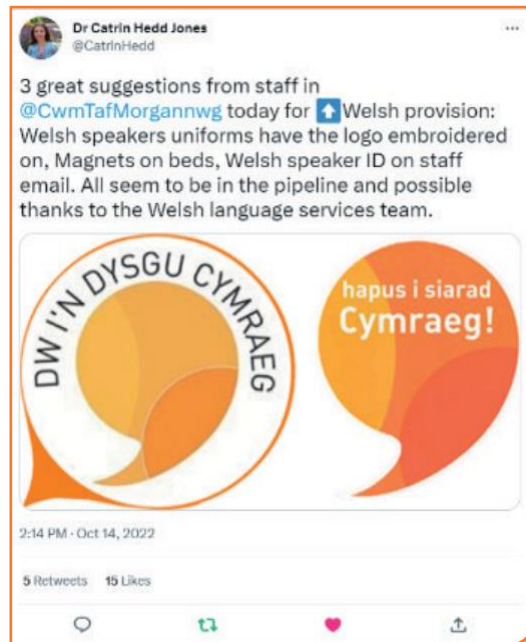 Dr Catrin Hedd Jones
@CatrinHedd
3 great suggestions from staff in
@CwmTafMorgannwg today for ⬆️Welsh provision:
Welsh speakers uniforms have the logo embroidered
on, Magnets on beds, Welsh speaker ID on staff
email. All seem to be in the pipeline and possible
thanks to the Welsh language services team.
DW I'N DYSGU CYMRAEG
hapus i siarad
Cymraeg!
2:14 PM · Oct 14, 2022
5 Retweets 15 Likes